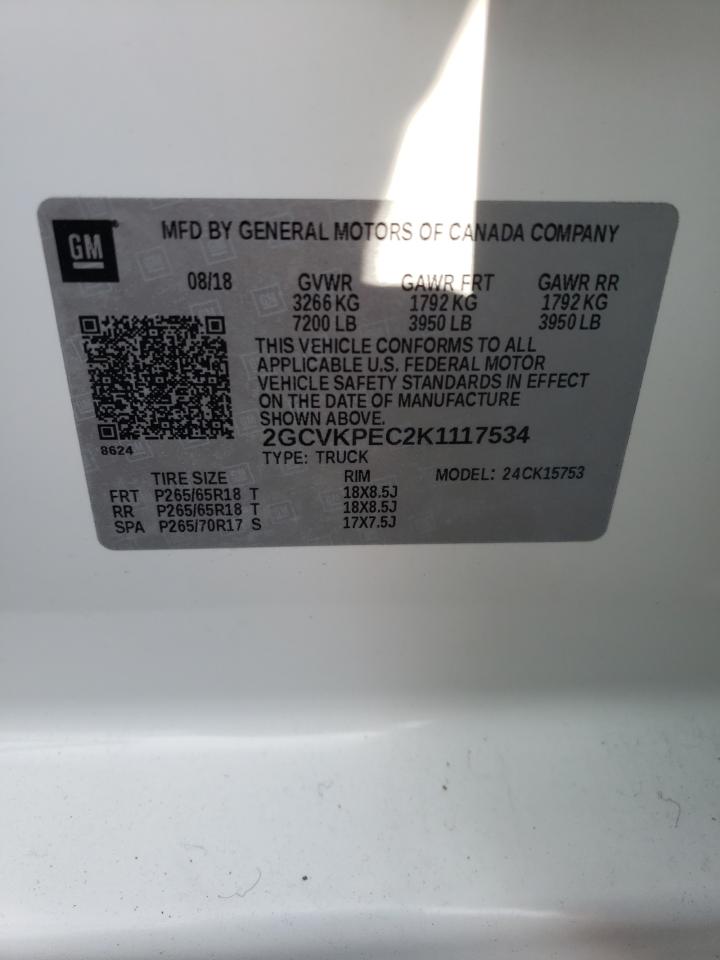 GM
MFD BY GENERAL MOTORS OF CANADA COMPANY
08/18 GVWR GAWR FRT GAWR RR
3266 KG 1792 KG 1792 KG
7200 LB 3950 LB 3950 LB
THIS VEHICLE CONFORMS TO ALL
APPLICABLE U.S. FEDERAL MOTOR
VEHICLE SAFETY STANDARDS IN EFFECT
ON THE DATE OF MANUFACTURE
SHOWN ABOVE.
8624
2GCVKPEC2K1117534
TYPE: TRUCK MODEL: 24CK15753
TIRE SIZE RIM
FRT P265/65R18 T 18X8.5J
RR P265/65R18 T 18X8.5J
SPA P265/70R17 S 17X7.5J